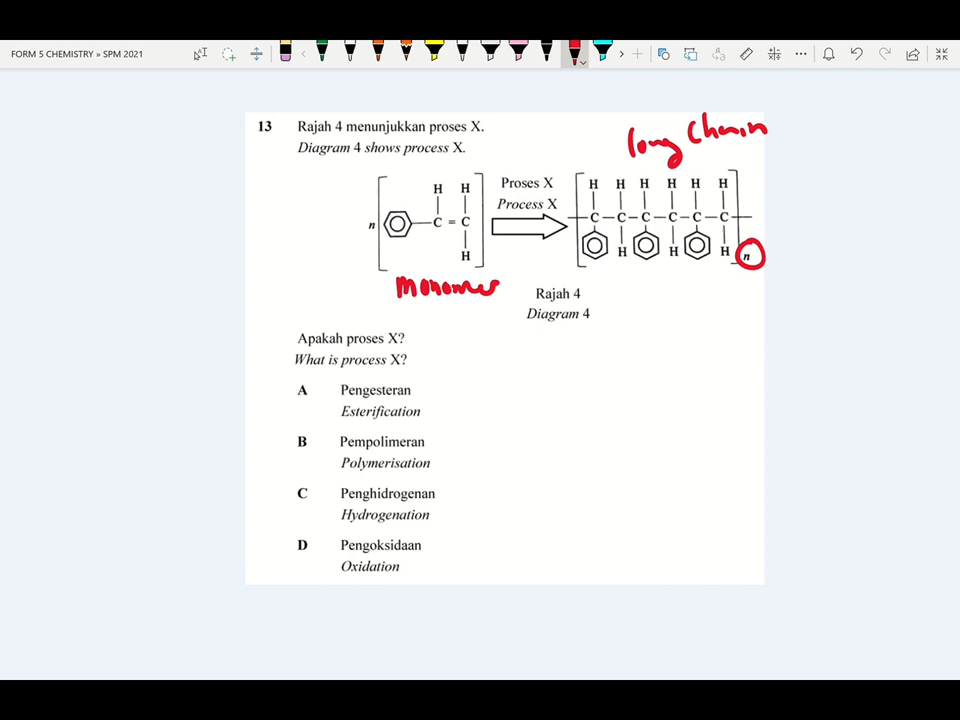 FORM 5 CHEMISTRY » SPM 2021
13 Rajah 4 menunjukkan proses X.
Diagram 4 shows process X.
long chain
n
H H
C = C
H
Proses X
Process X
H H H H H H
C C C C C C
H H H
n
monomer
Rajah 4
Diagram 4
Apakah proses X?
What is process X?
A Pengesteran
Esterification
B Pempolimeran
Polymerisation
C Penghidrogenan
Hydrogenation
D Pengoksidaan
Oxidation